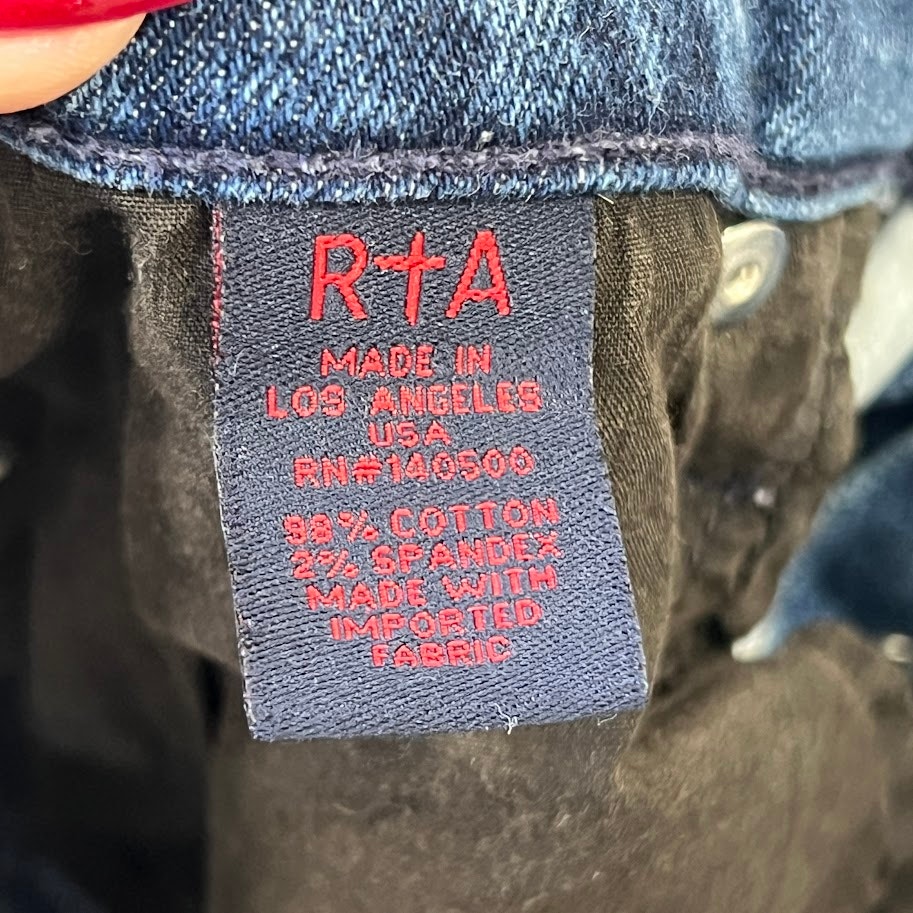 R†A
MADE IN
LOS ANGELES
USA
RN#140500
98% COTTON
2% SPANDEX
MADE WITH
IMPORTED
FABRIC